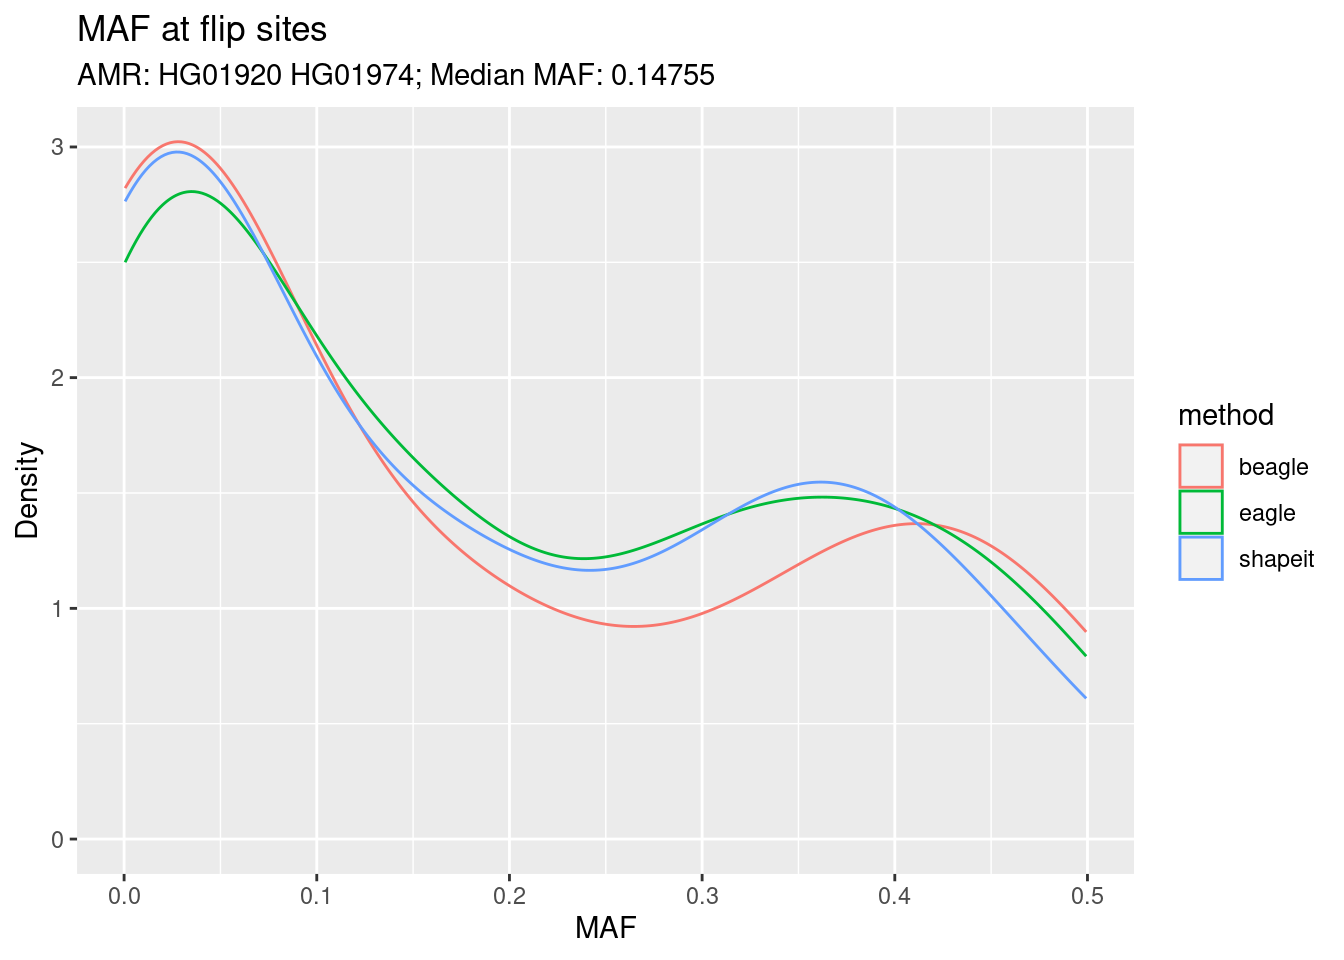 MAF at flip sites
AMR: HG01920 HG01974; Median MAF: 0.14755
3
2
1
0
Density
0.0 0.1 0.2 0.3 0.4 0.5
MAF
method
beagle
eagle
shapeit